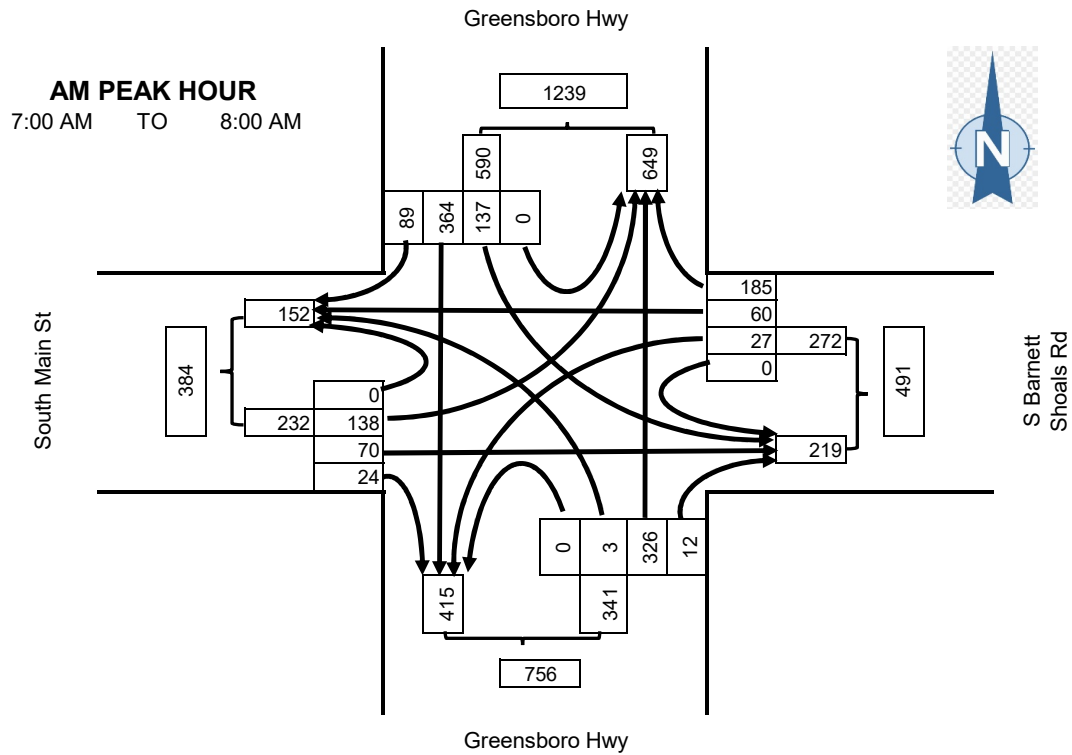 Greensboro Hwy
AM PEAK HOUR
7:00 AM TO 8:00 AM
1239
590
649
89 364 137 0
N
185
152
60
27 272
0
South Main St
384
491
S Barnett
Shoals Rd
0
232 138
70
219
24
0 3 326 12
415
341
756
Greensboro Hwy